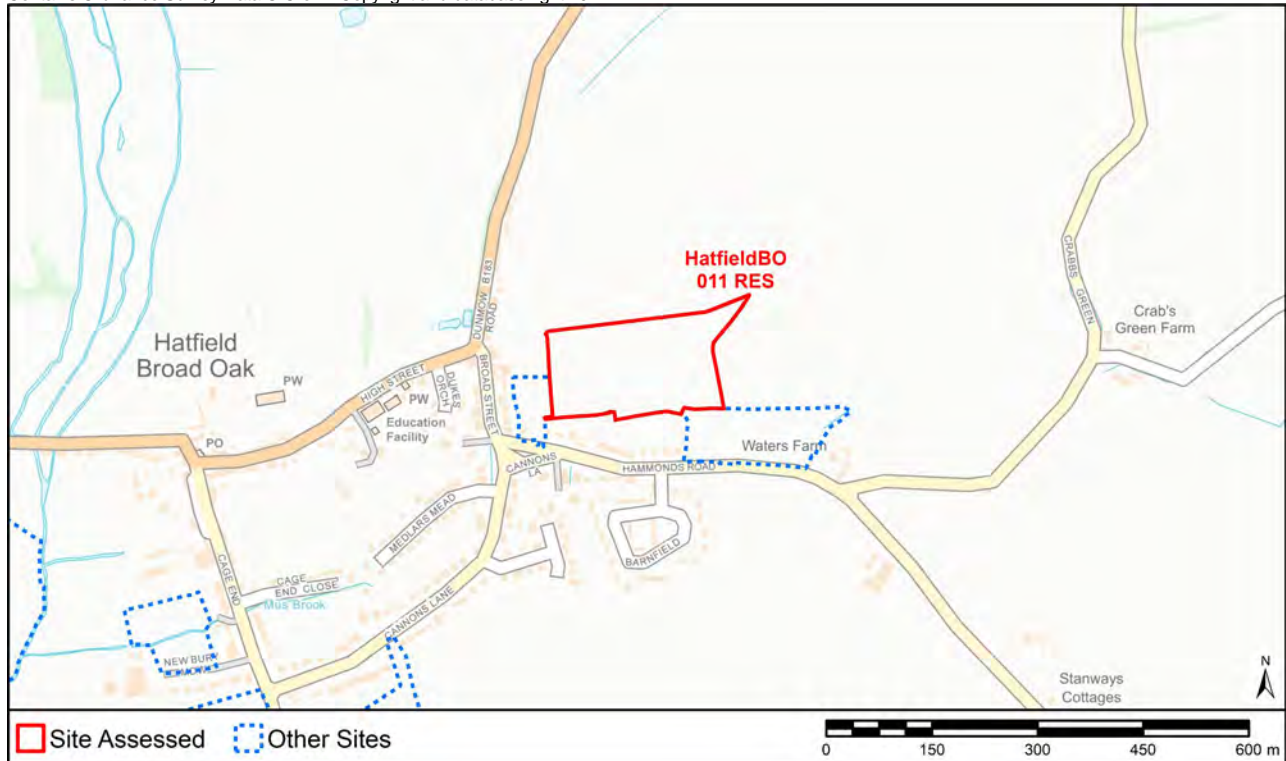 HatfieldBO
011 RES
Hatfield
Broad Oak
PW
PO
HIGH STREET
PW
Education
Facility
DUKES
ORCH
DUNMOW B183
ROAD
BROAD STREET
CANNONS
LA
HAMMONDS ROAD
Waters Farm
CRABBS GREEN
Crab's
Green Farm
MEDLARS MEAD
BARNFIELD
CAGE END
CAGE
END CLOSE
Mus Brook
CANNONS LANE
NEW BURY
Stanways
Cottages
N
Site Assessed
Other Sites
0 150 300 450 600 m